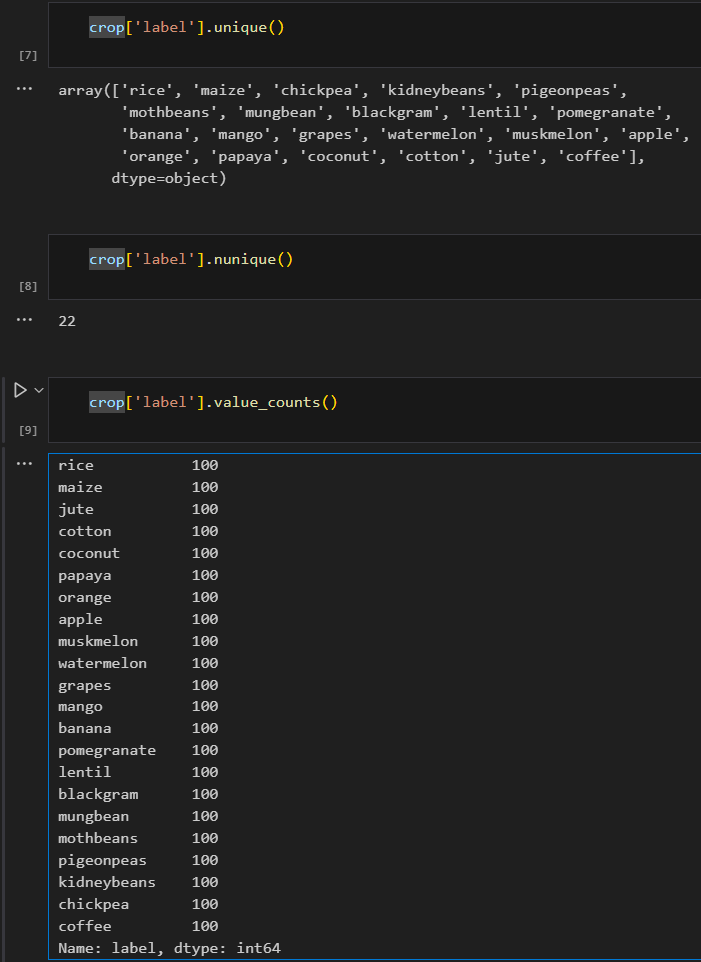 crop['label'].unique()
[7]
... array(['rice', 'maize', 'chickpea', 'kidneybeans', 'pigeonpeas',
'mothbeans', 'mungbean', 'blackgram', 'lentil', 'pomegranate',
'banana', 'mango', 'grapes', 'watermelon', 'muskmelon', 'apple',
'orange', 'papaya', 'coconut', 'cotton', 'jute', 'coffee'],
dtype=object)
crop['label'].nunique()
[8]
... 22
crop['label'].value_counts()
[9]
... rice 100
maize 100
jute 100
cotton 100
coconut 100
papaya 100
orange 100
apple 100
muskmelon 100
watermelon 100
grapes 100
mango 100
banana 100
pomegranate 100
lentil 100
blackgram 100
mungbean 100
mothbeans 100
pigeonpeas 100
kidneybeans 100
chickpea 100
coffee 100
Name: label, dtype: int64